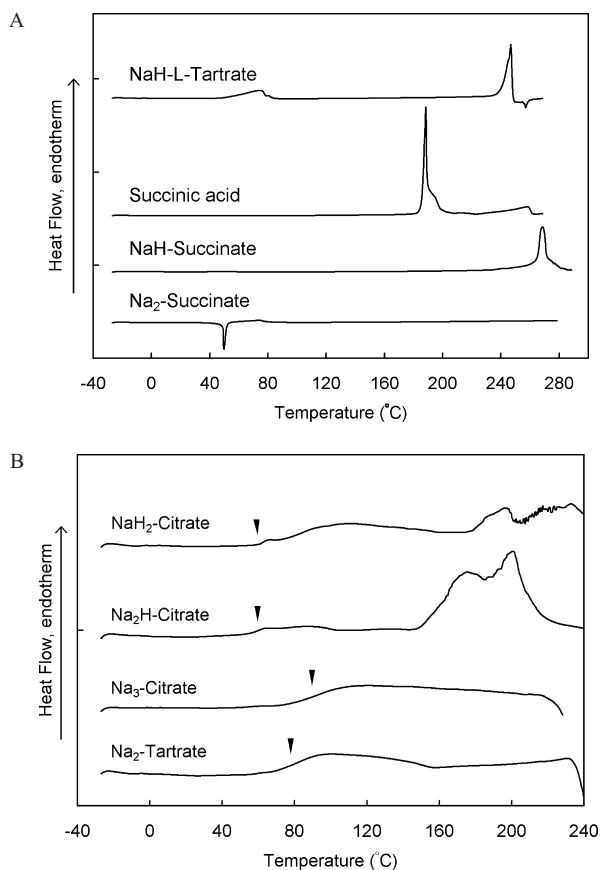 A
Heat Flow, endotherm
NaH-L-Tartrate
Succinic acid
NaH-Succinate
Na₂-Succinate
-40 0 40 80 120 160 200 240 280
Temperature (°C)
B
Heat Flow, endotherm
NaH₂-Citrate
Na₂H-Citrate
Na₃-Citrate
Na₂-Tartrate
-40 0 40 80 120 160 200 240
Temperature (°C)